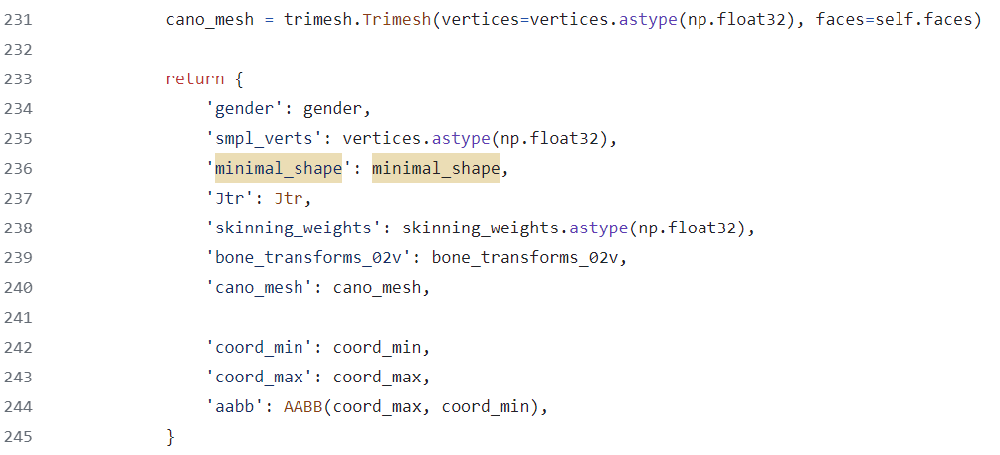 231 cano_mesh = trimesh.Trimesh(vertices=vertices.astype(np.float32), faces=self.faces)
232
233 return {
234 'gender': gender,
235 'smpl_verts': vertices.astype(np.float32),
236 'minimal_shape': minimal_shape,
237 'Jtr': Jtr,
238 'skinning_weights': skinning_weights.astype(np.float32),
239 'bone_transforms_02v': bone_transforms_02v,
240 'cano_mesh': cano_mesh,
241
242 'coord_min': coord_min,
243 'coord_max': coord_max,
244 'aabb': AABB(coord_max, coord_min),
245 }